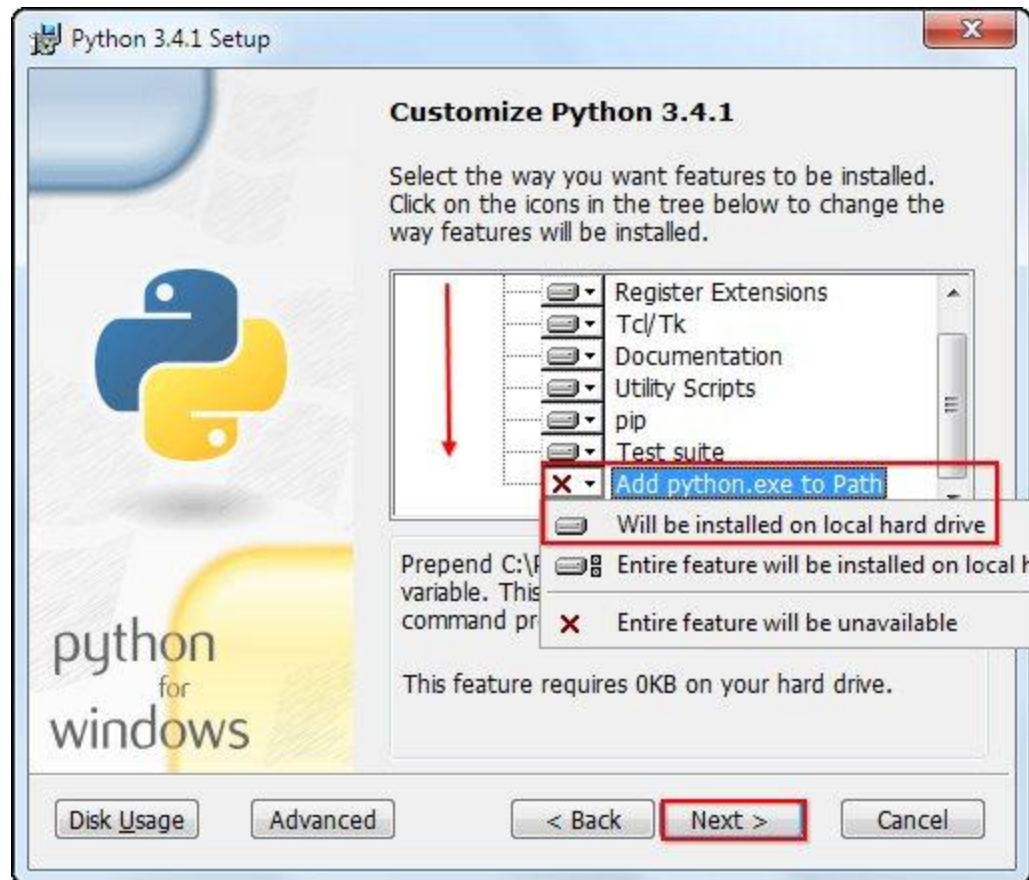 Python 3.4.1 Setup
Customize Python 3.4.1
Select the way you want features to be installed.
Click on the icons in the tree below to change the
way features will be installed.
Register Extensions
Tcl/Tk
Documentation
Utility Scripts
pip
Test suite
Add python.exe to Path
Will be installed on local hard drive
Entire feature will be installed on local
Entire feature will be unavailable
Prepend C:\
variable. This
command
This feature requires 0KB on your hard drive.
python
for
windows
Disk Usage
Advanced
< Back
Next >
Cancel